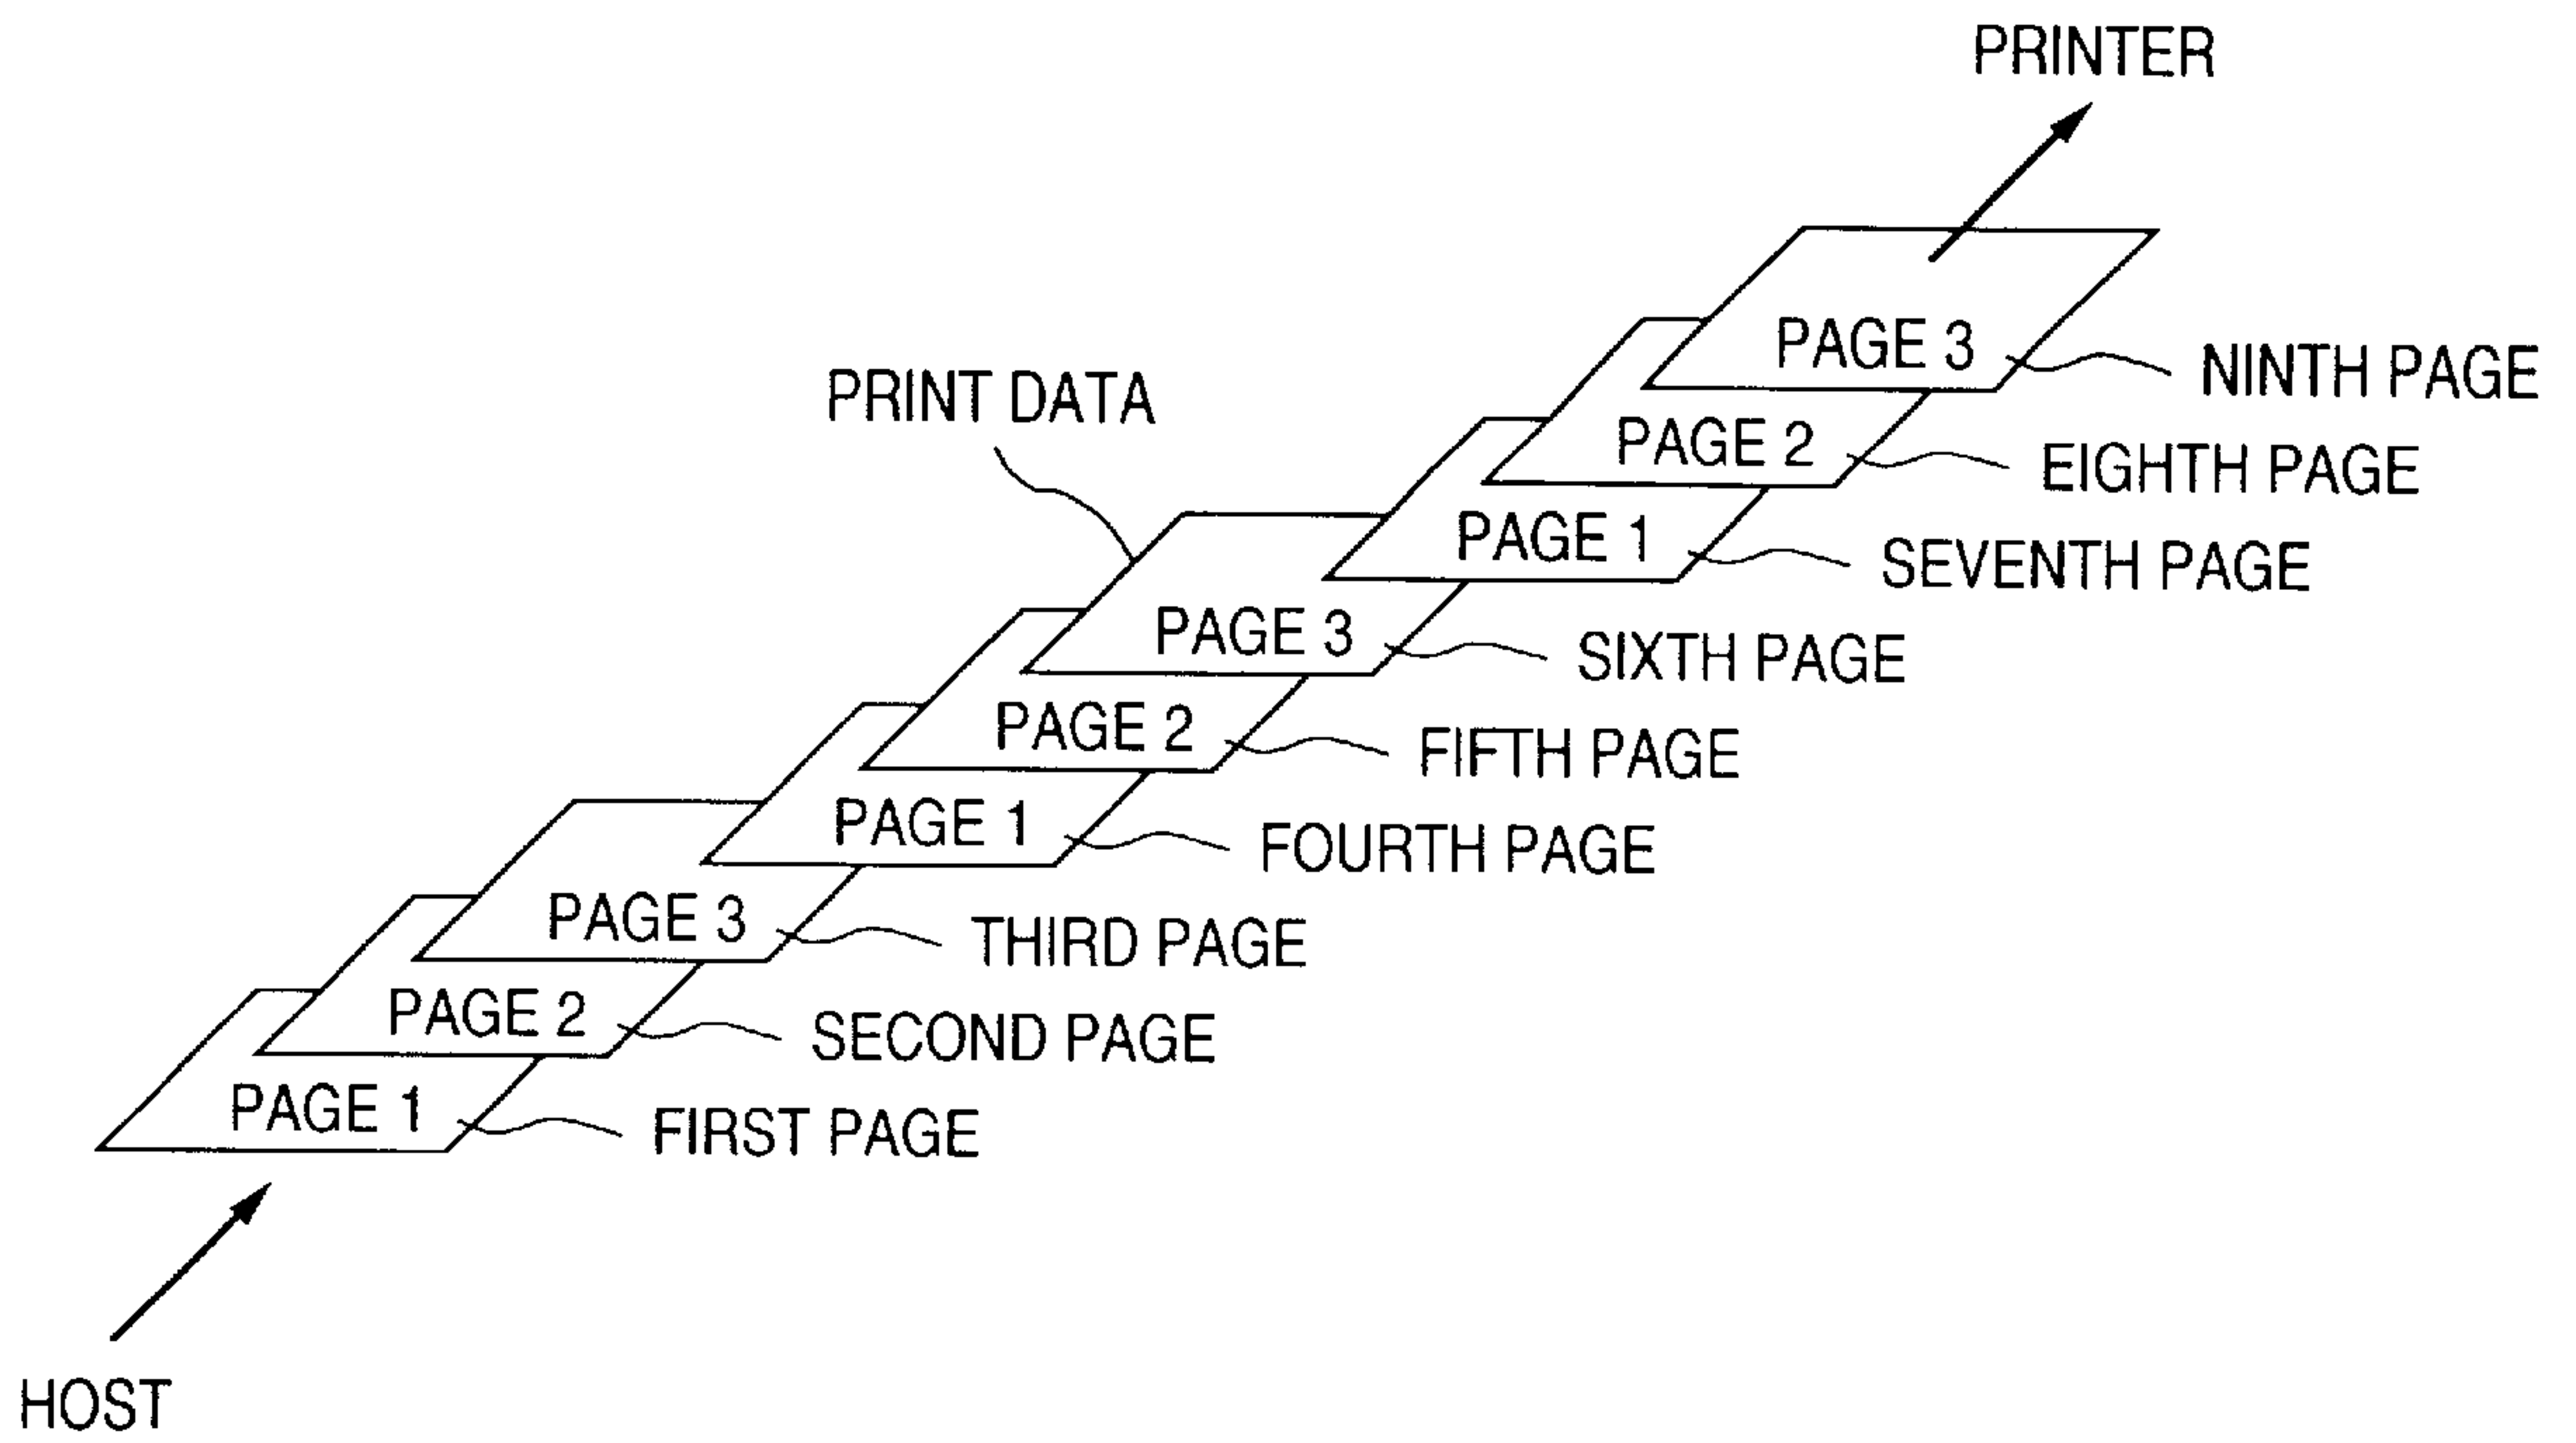 PRINTER
PAGE 3
NINTH PAGE
PRINT DATA
PAGE 2
EIGHTH PAGE
PAGE 1
SEVENTH PAGE
PAGE 3
SIXTH PAGE
PAGE 2
FIFTH PAGE
PAGE 1
FOURTH PAGE
PAGE 3
THIRD PAGE
PAGE 2
SECOND PAGE
PAGE 1
FIRST PAGE
HOST